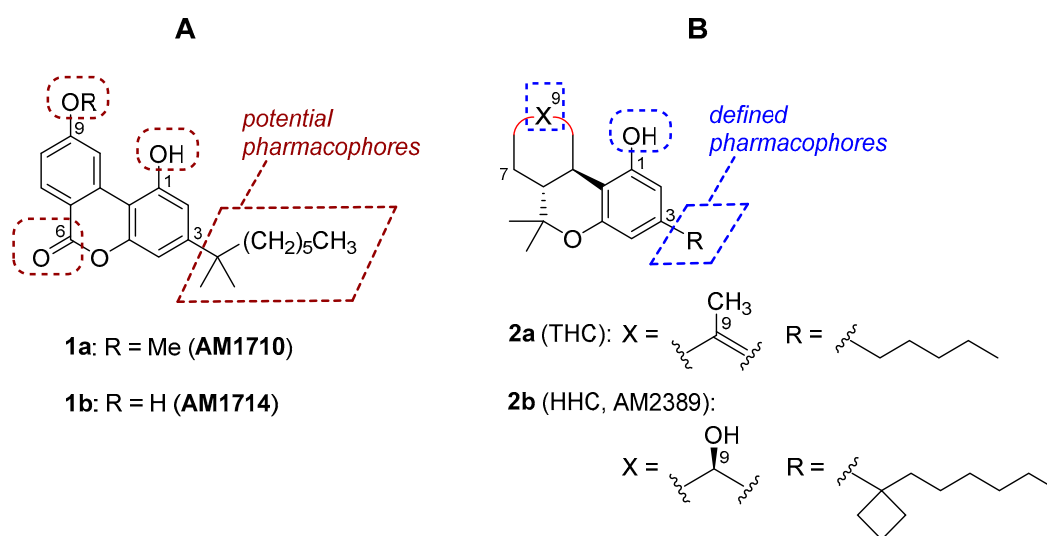 A
B
OR
9
OH
1
potential
pharmacophores
6
O
O
3
(CH2)5CH3
X
9
OH
1
defined
pharmacophores
7
O
3
R
1a: R = Me (AM1710)
1b: R = H (AM1714)
2a (THC): X =
CH3
9
R =
2b (HHC, AM2389):
X =
OH
9
R =